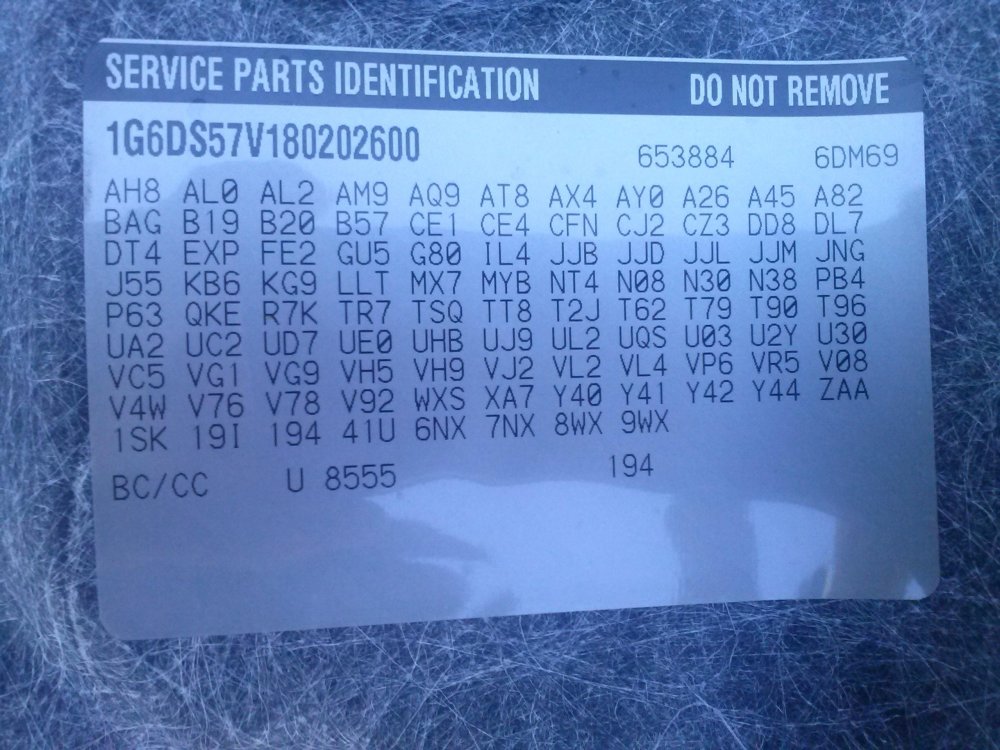 SERVICE PARTS IDENTIFICATION DO NOT REMOVE
1G6DS57V180202600 653884 6DM69
AH8 AL0 AL2 AM9 AQ9 AT8 AX4 AY0 A26 A45 A82
BAG B19 B20 B57 CE1 CE4 CFN CJ2 CZ3 DD8 DL7
DT4 EXP FE2 GU5 G80 IL4 JJB JJD JJL JJM JNG
J55 KB6 KG9 LLT MX7 MYB NT4 N08 N30 N38 PB4
P63 QKE R7K TR7 TSQ TT8 T2J T62 T79 T90 T96
UA2 UC2 UD7 UE0 UHB UJ9 UL2 UQS U03 U2Y U30
VC5 VG1 VG9 VH5 VH9 VJ2 VL2 VL4 VP6 VR5 V08
V4W V76 V78 V92 WXS XA7 Y40 Y41 Y42 Y44 ZAA
1SK 19I 194 41U 6NX 7NX 8WX 9WX
BC/CC U 8555 194